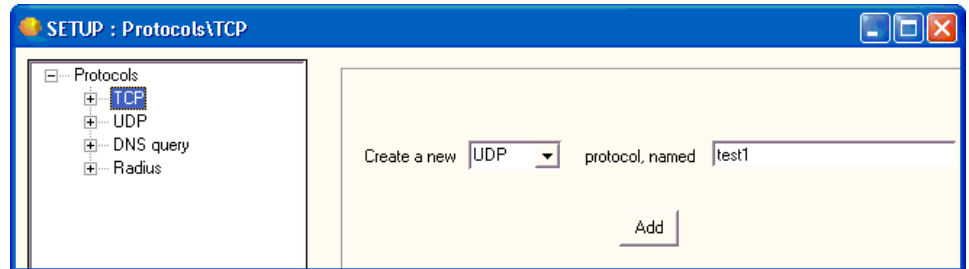 SETUP : Protocols\TCP
Protocols
TCP
UDP
DNS query
Radius
Create a new UDP protocol, named test1
Add